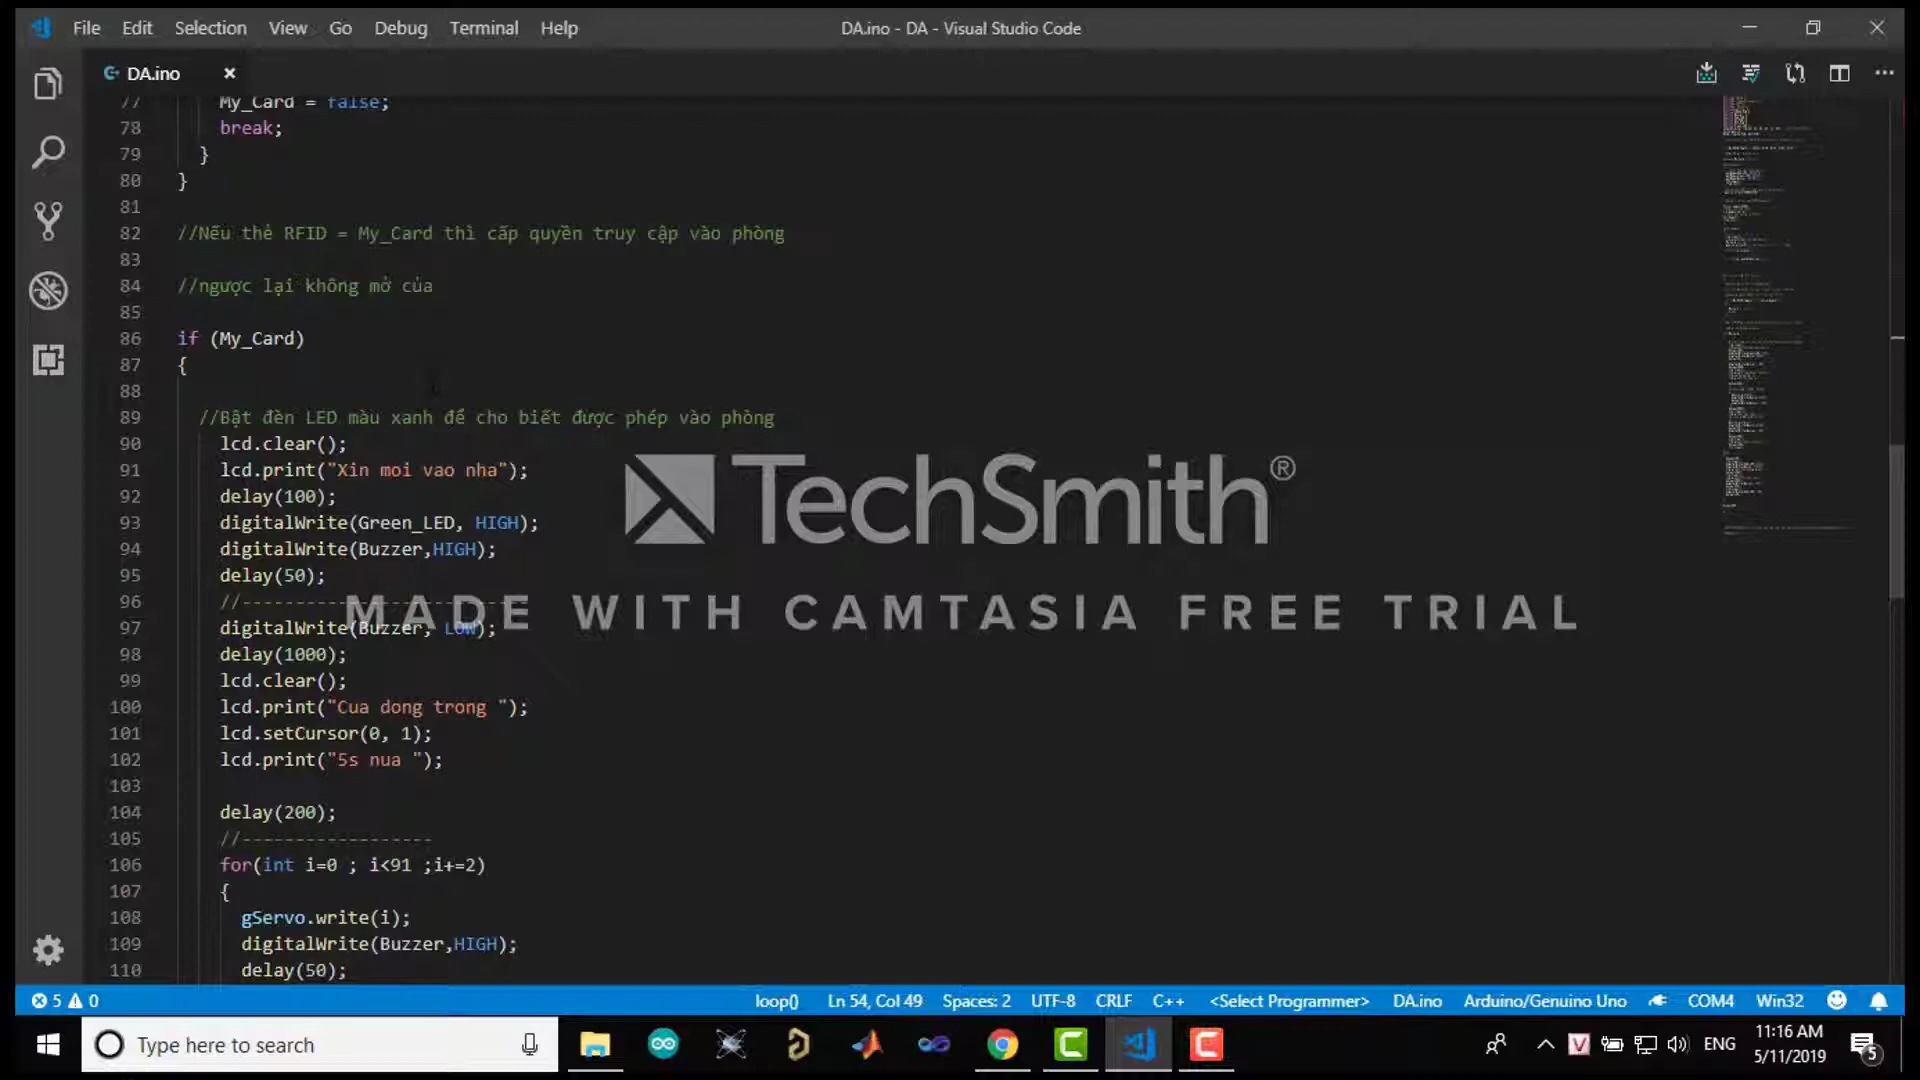 File Edit Selection View Go Debug Terminal Help
DA.ino - DA - Visual Studio Code
DA.ino
77 My_Card = false;
78 break;
79 }
80 }
81
82 //Nếu thẻ RFID = My_Card thì cấp quyền truy cập vào phòng
83
84 //ngược lại không mở của
85
86 if (My_Card)
87 {
88
89 //Bật đèn LED màu xanh để cho biết được phép vào phòng
90 lcd.clear();
91 lcd.print("Xin moi vao nha");
92 delay(100);
93 digitalWrite(Green_LED, HIGH);
94 digitalWrite(Buzzer,HIGH);
95 delay(50);
96 //---------------------------
97 digitalWrite(Buzzer, LOW);
98 delay(1000);
99 lcd.clear();
100 lcd.print("Cua dong trong ");
101 lcd.setCursor(0, 1);
102 lcd.print("5s nua ");
103
104 delay(200);
105 //------------------
106 for(int i=0 ; i<91 ;i+=2)
107 {
108 gServo.write(i);
109 digitalWrite(Buzzer,HIGH);
110 delay(50);
TechSmith®
MADE WITH CAMTASIA FREE TRIAL
5 0 loop() Ln 54, Col 49 Spaces: 2 UTF-8 CRLF C++ <Select Programmer> DA.ino Arduino/Genuino Uno COM4 Win32
Type here to search
ENG
11:16 AM
5/11/2019
5